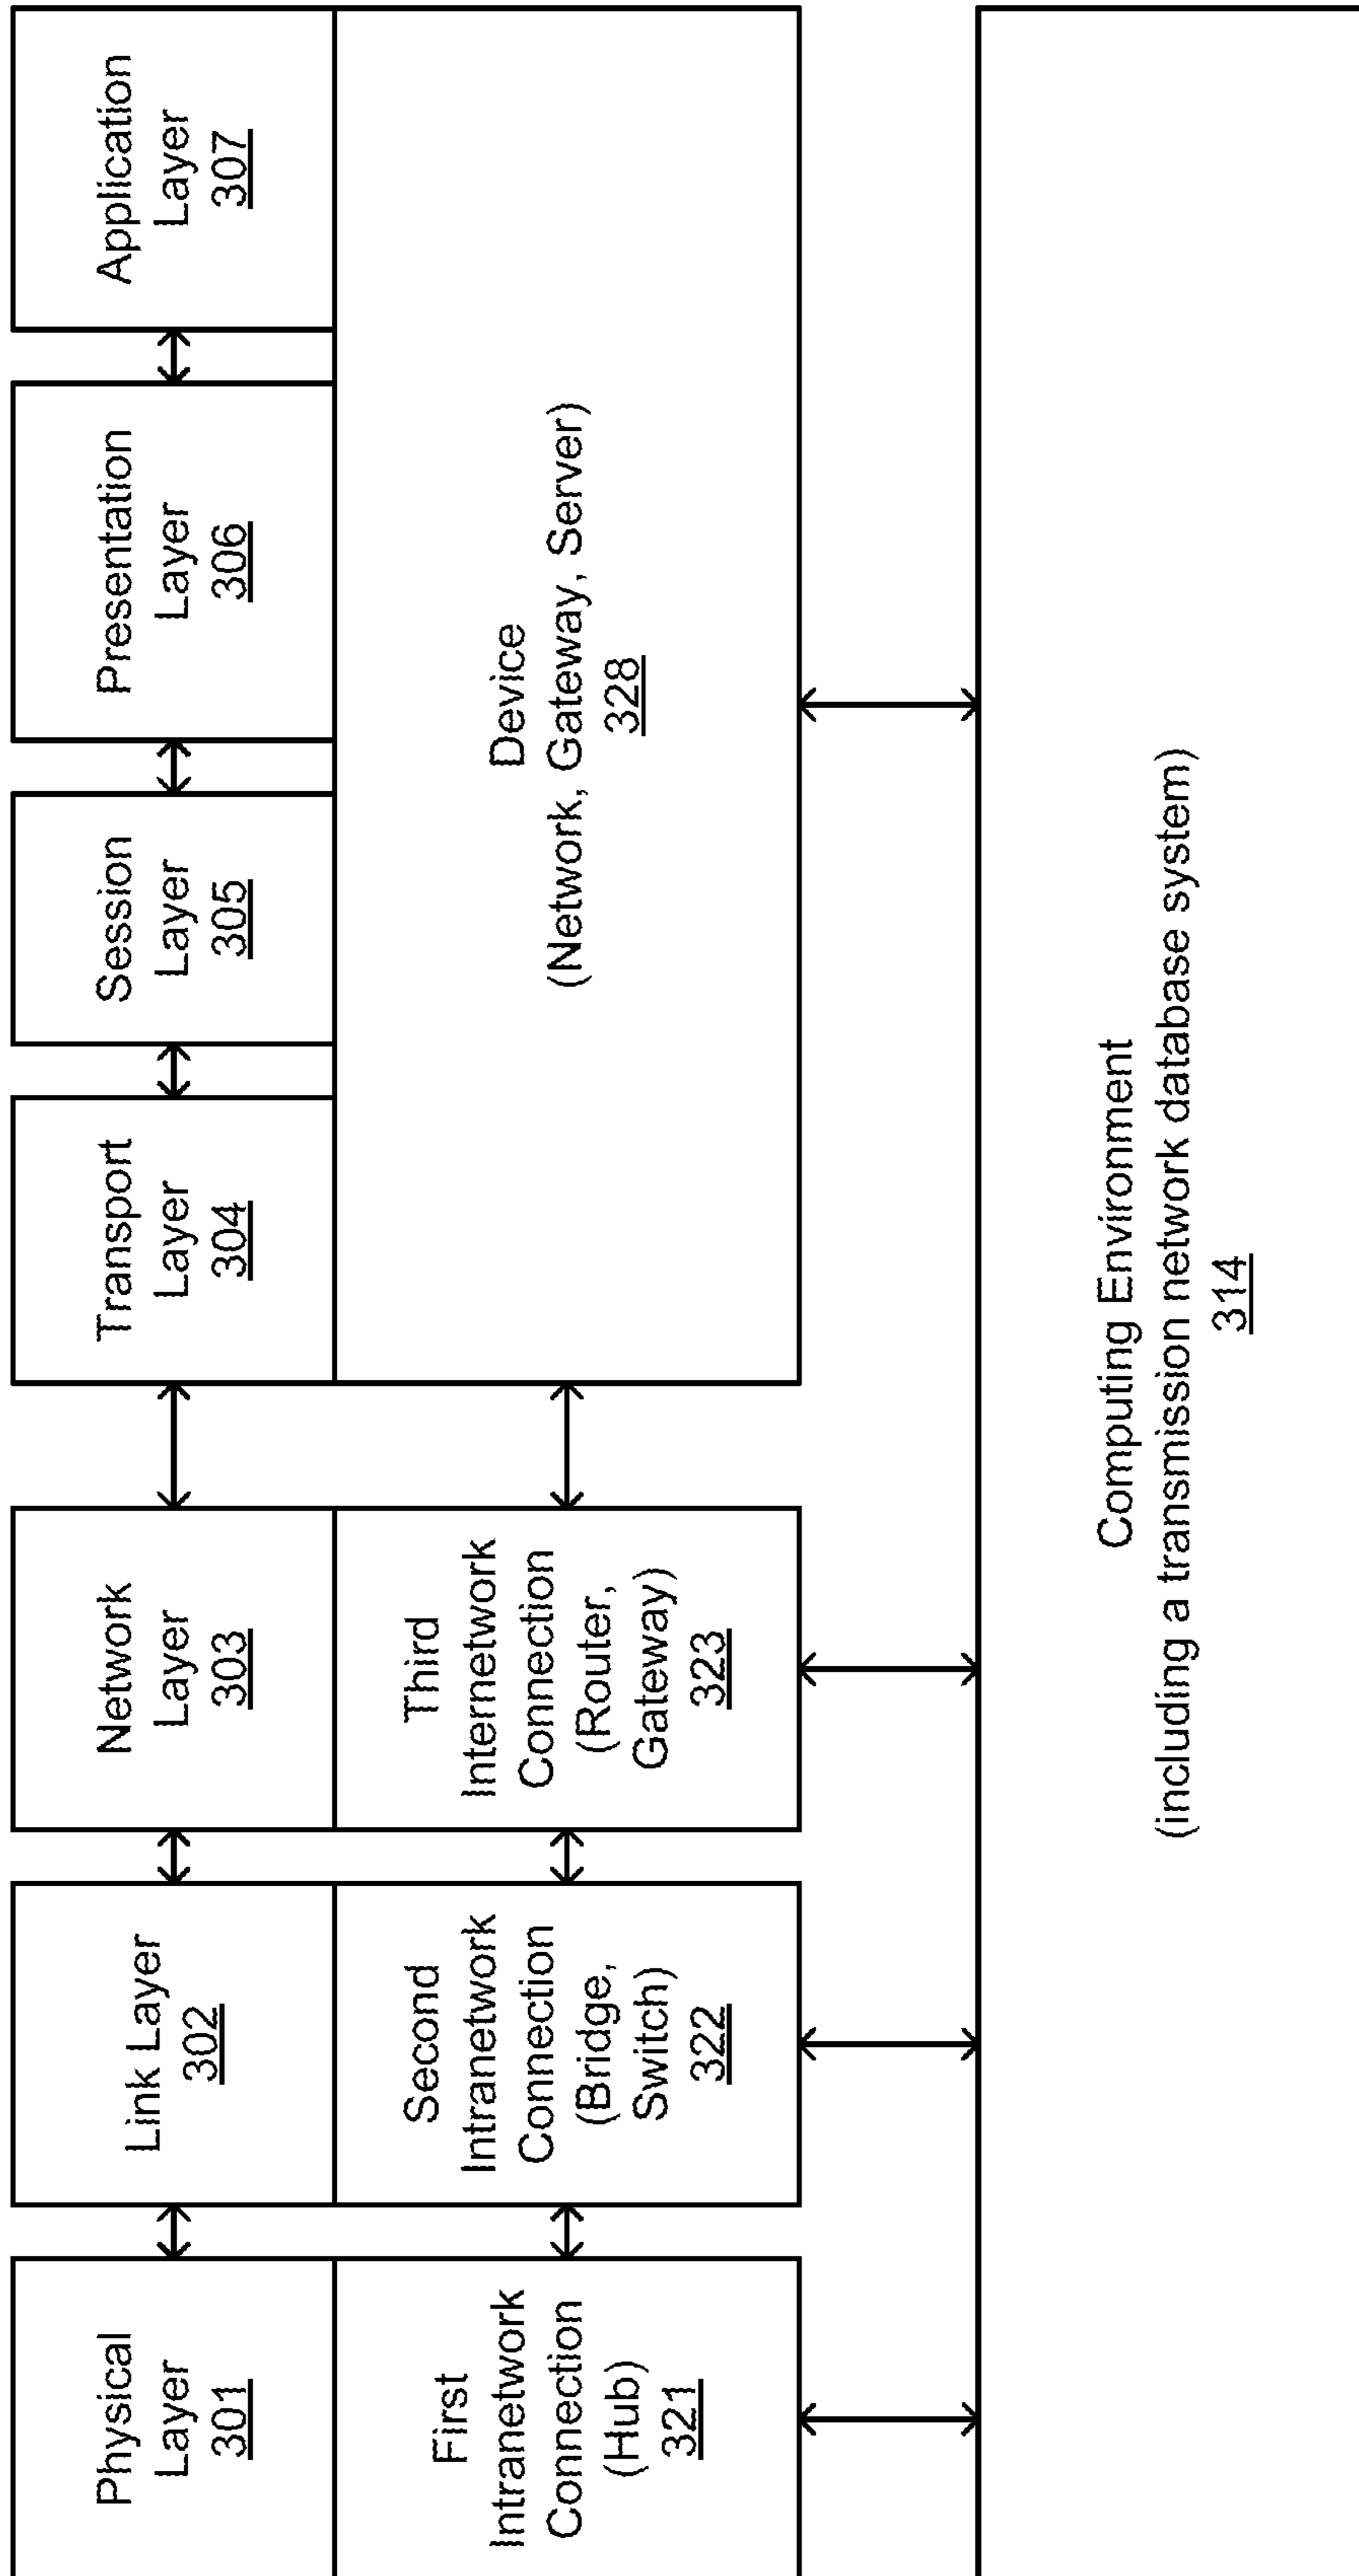 Physical
Layer
301
Link Layer
302
Network
Layer
303
Transport
Layer
304
Session
Layer
305
Presentation
Layer
306
Application
Layer
307
First
Intranetwork
Connection
(Hub)
321
Second
Intranetwork
Connection
(Bridge,
Switch)
322
Third
Internetwork
Connection
(Router,
Gateway)
323
Device
(Network, Gateway, Server)
328
Computing Environment
(including a transmission network database system)
314